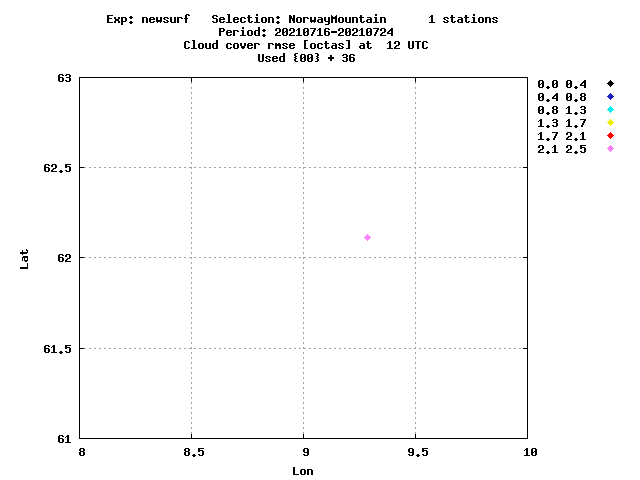 Exp: newsurf   Selection: NorwayMountain      1 stations
Period: 20210716-20210724
Cloud cover rmse [octas] at  12 UTC
Used {00} + 36
0.0 0.4
0.4 0.8
0.8 1.3
1.3 1.7
1.7 2.1
2.1 2.5
63
62.5
62
61.5
61
Lat
8
8.5
9
9.5
10
Lon